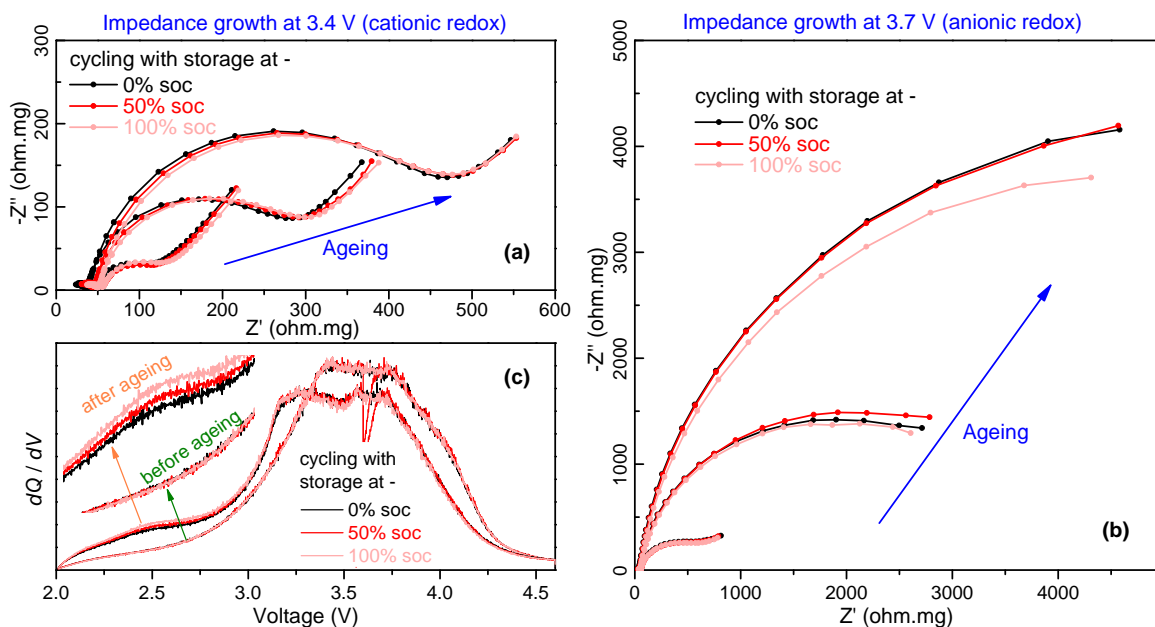 Impedance growth at 3.4 V (cationic redox)
300
200
100
0
-Z" (ohm.mg)
cycling with storage at -
0% soc
50% soc
100% soc
Ageing
(a)
0
100
200
300
400
500
600
Z' (ohm.mg)
dQ / dV
after ageing
before ageing
(c)
cycling with
storage at -
0% soc
50% soc
100% soc
2.0
2.5
3.0
3.5
4.0
4.5
Voltage (V)
Impedance growth at 3.7 V (anionic redox)
5000
4000
3000
2000
1000
0
-Z" (ohm.mg)
cycling with storage at -
0% soc
50% soc
100% soc
Ageing
(b)
0
1000
2000
3000
4000
Z' (ohm.mg)